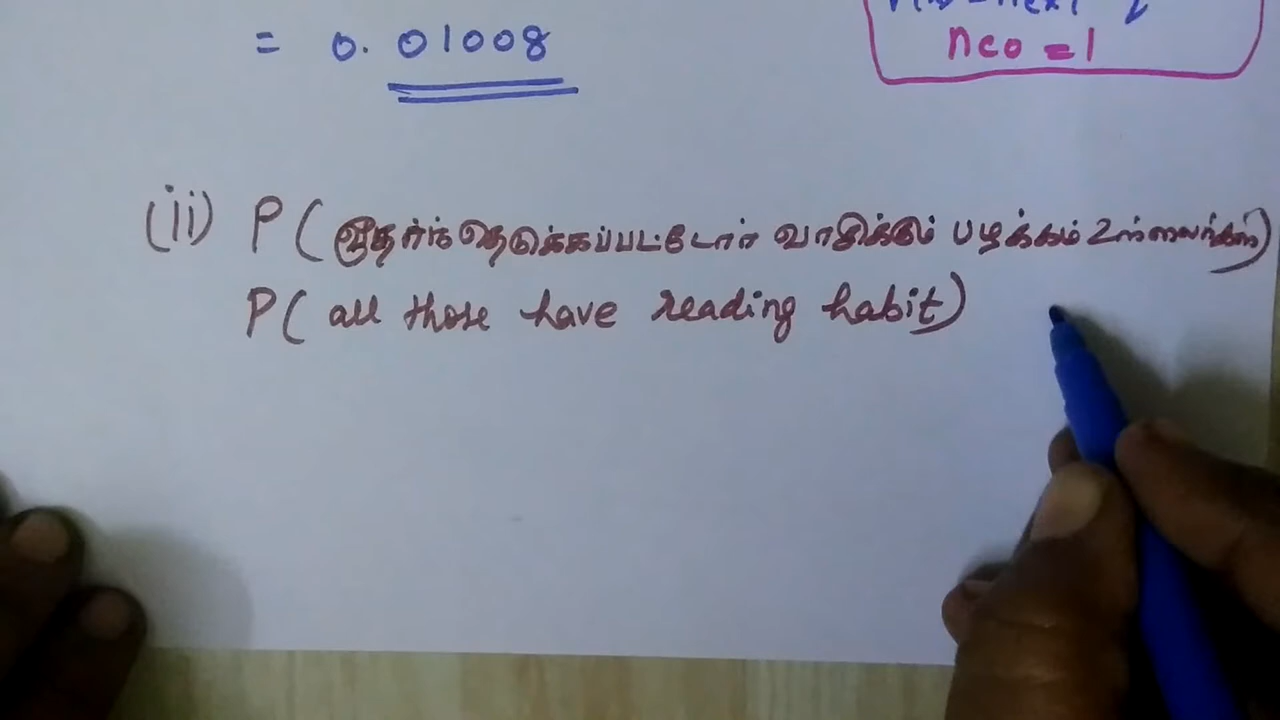 = 0.01008
nco = 1
(ii) P( தேர்ந்தெடுக்கப்பட்டோர் வாசிக்கும் பழக்கம் உள்ளவர்கள்)
P( all those have reading habit)